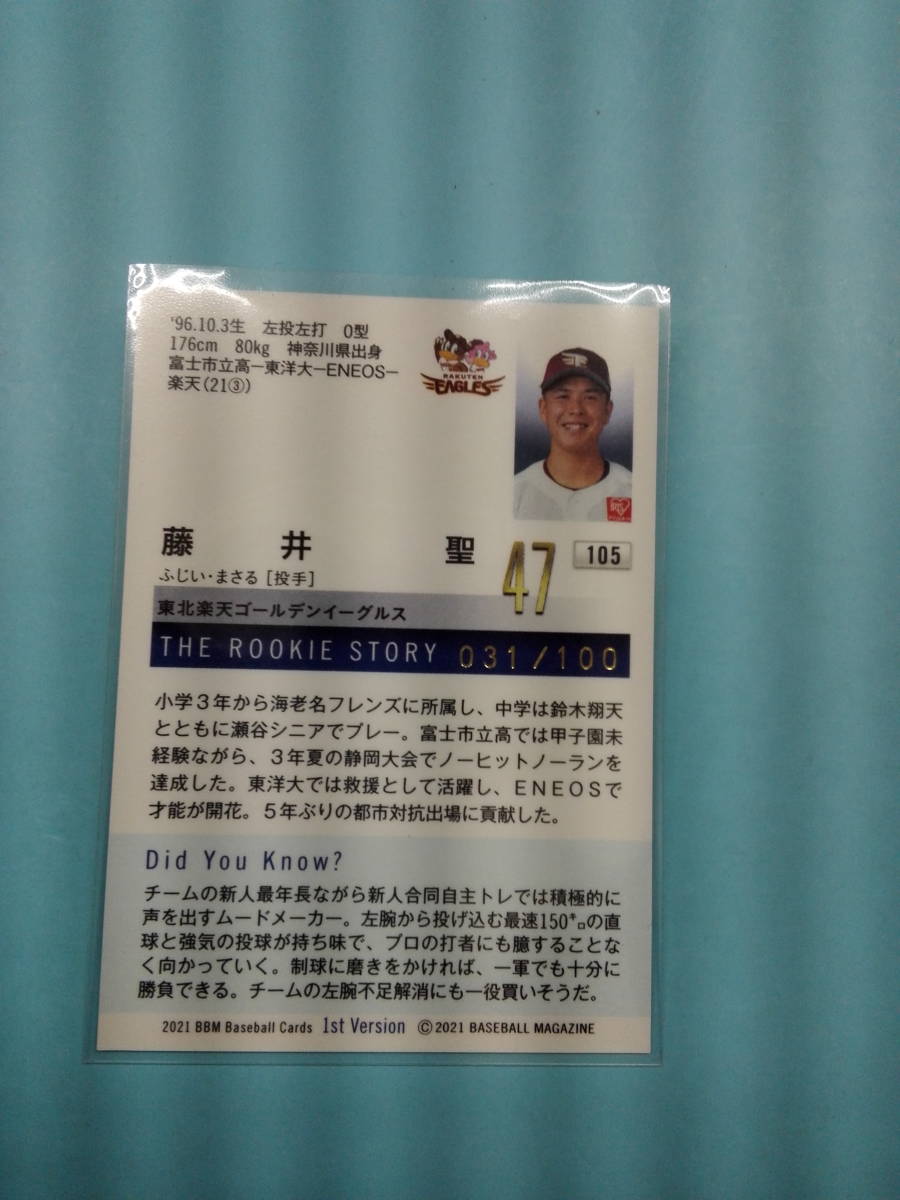 '96.10.3生　左投左打　O型
176cm　80kg　神奈川県出身
富士市立高ー東洋大ーENEOSー
楽天(21③)
RAKUTEN
EAGLES
藤井　聖
47
105
ふじい・まさる［投手］
東北楽天ゴールデンイーグルス
THE ROOKIE STORY 031/100
小学３年から海老名フレンズに所属し、中学は鈴木翔天
とともに瀬谷シニアでプレー。富士市立高では甲子園未
経験ながら、３年夏の静岡大会でノーヒットノーランを
達成した。東洋大では救援として活躍し、ＥＮＥＯＳで
才能が開花。５年ぶりの都市対抗出場に貢献した。
Did You Know?
チームの新人最年長ながら新人合同自主トレでは積極的に
声を出すムードメーカー。左腕から投げ込む最速150㌔の直
球と強気の投球が持ち味で、プロの打者にも臆することな
く向かっていく。制球に磨きをかければ、一軍でも十分に
勝負できる。チームの左腕不足解消にも一役買いそうだ。
2021 BBM Baseball Cards 1st Version ©2021 BASEBALL MAGAZINE